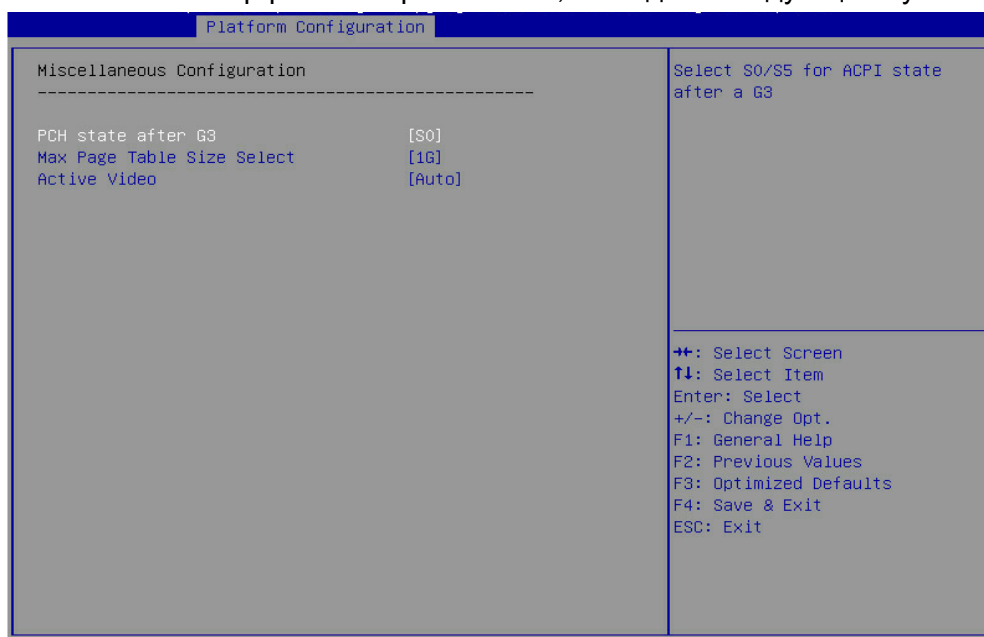 Platform Configuration
Miscellaneous Configuration
--------------------------------------------------
PCH state after G3 [S0]
Max Page Table Size Select [1G]
Active Video [Auto]
Select S0/S5 for ACPI state
after a G3
→←: Select Screen
↑↓: Select Item
Enter: Select
+/-: Change Opt.
F1: General Help
F2: Previous Values
F3: Optimized Defaults
F4: Save & Exit
ESC: Exit